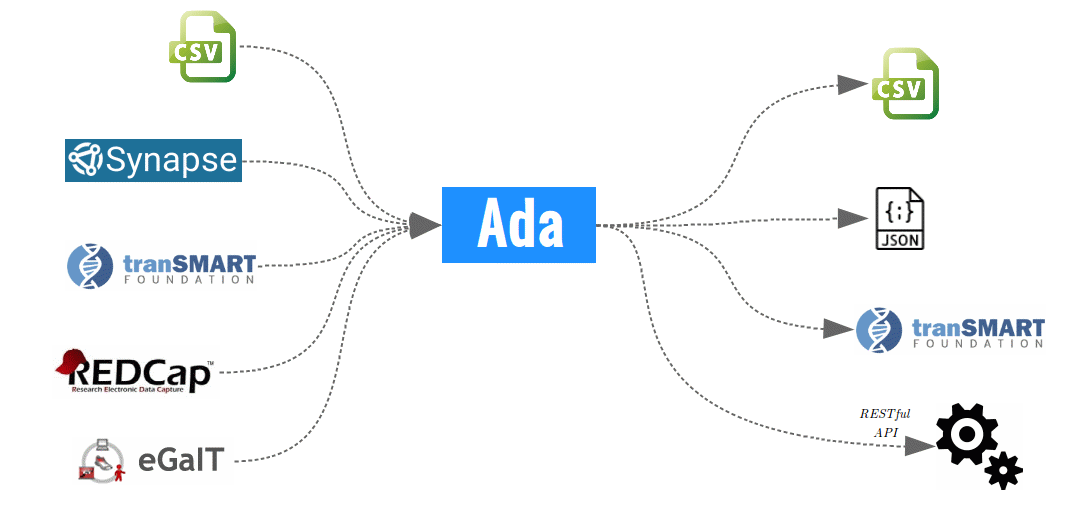 CSV
Synapse
tranSMART
FOUNDATION
REDCap™
Research Electronic Data Capture
eGaIT
Ada
CSV
{;}
JSON
tranSMART
FOUNDATION
RESTful
API